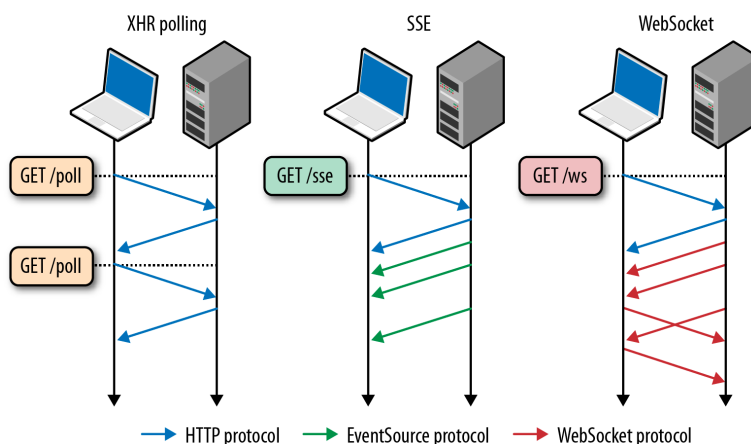 XHR polling
SSE
WebSocket
GET /poll
GET /sse
GET /ws
GET /poll
HTTP protocol
EventSource protocol
WebSocket protocol